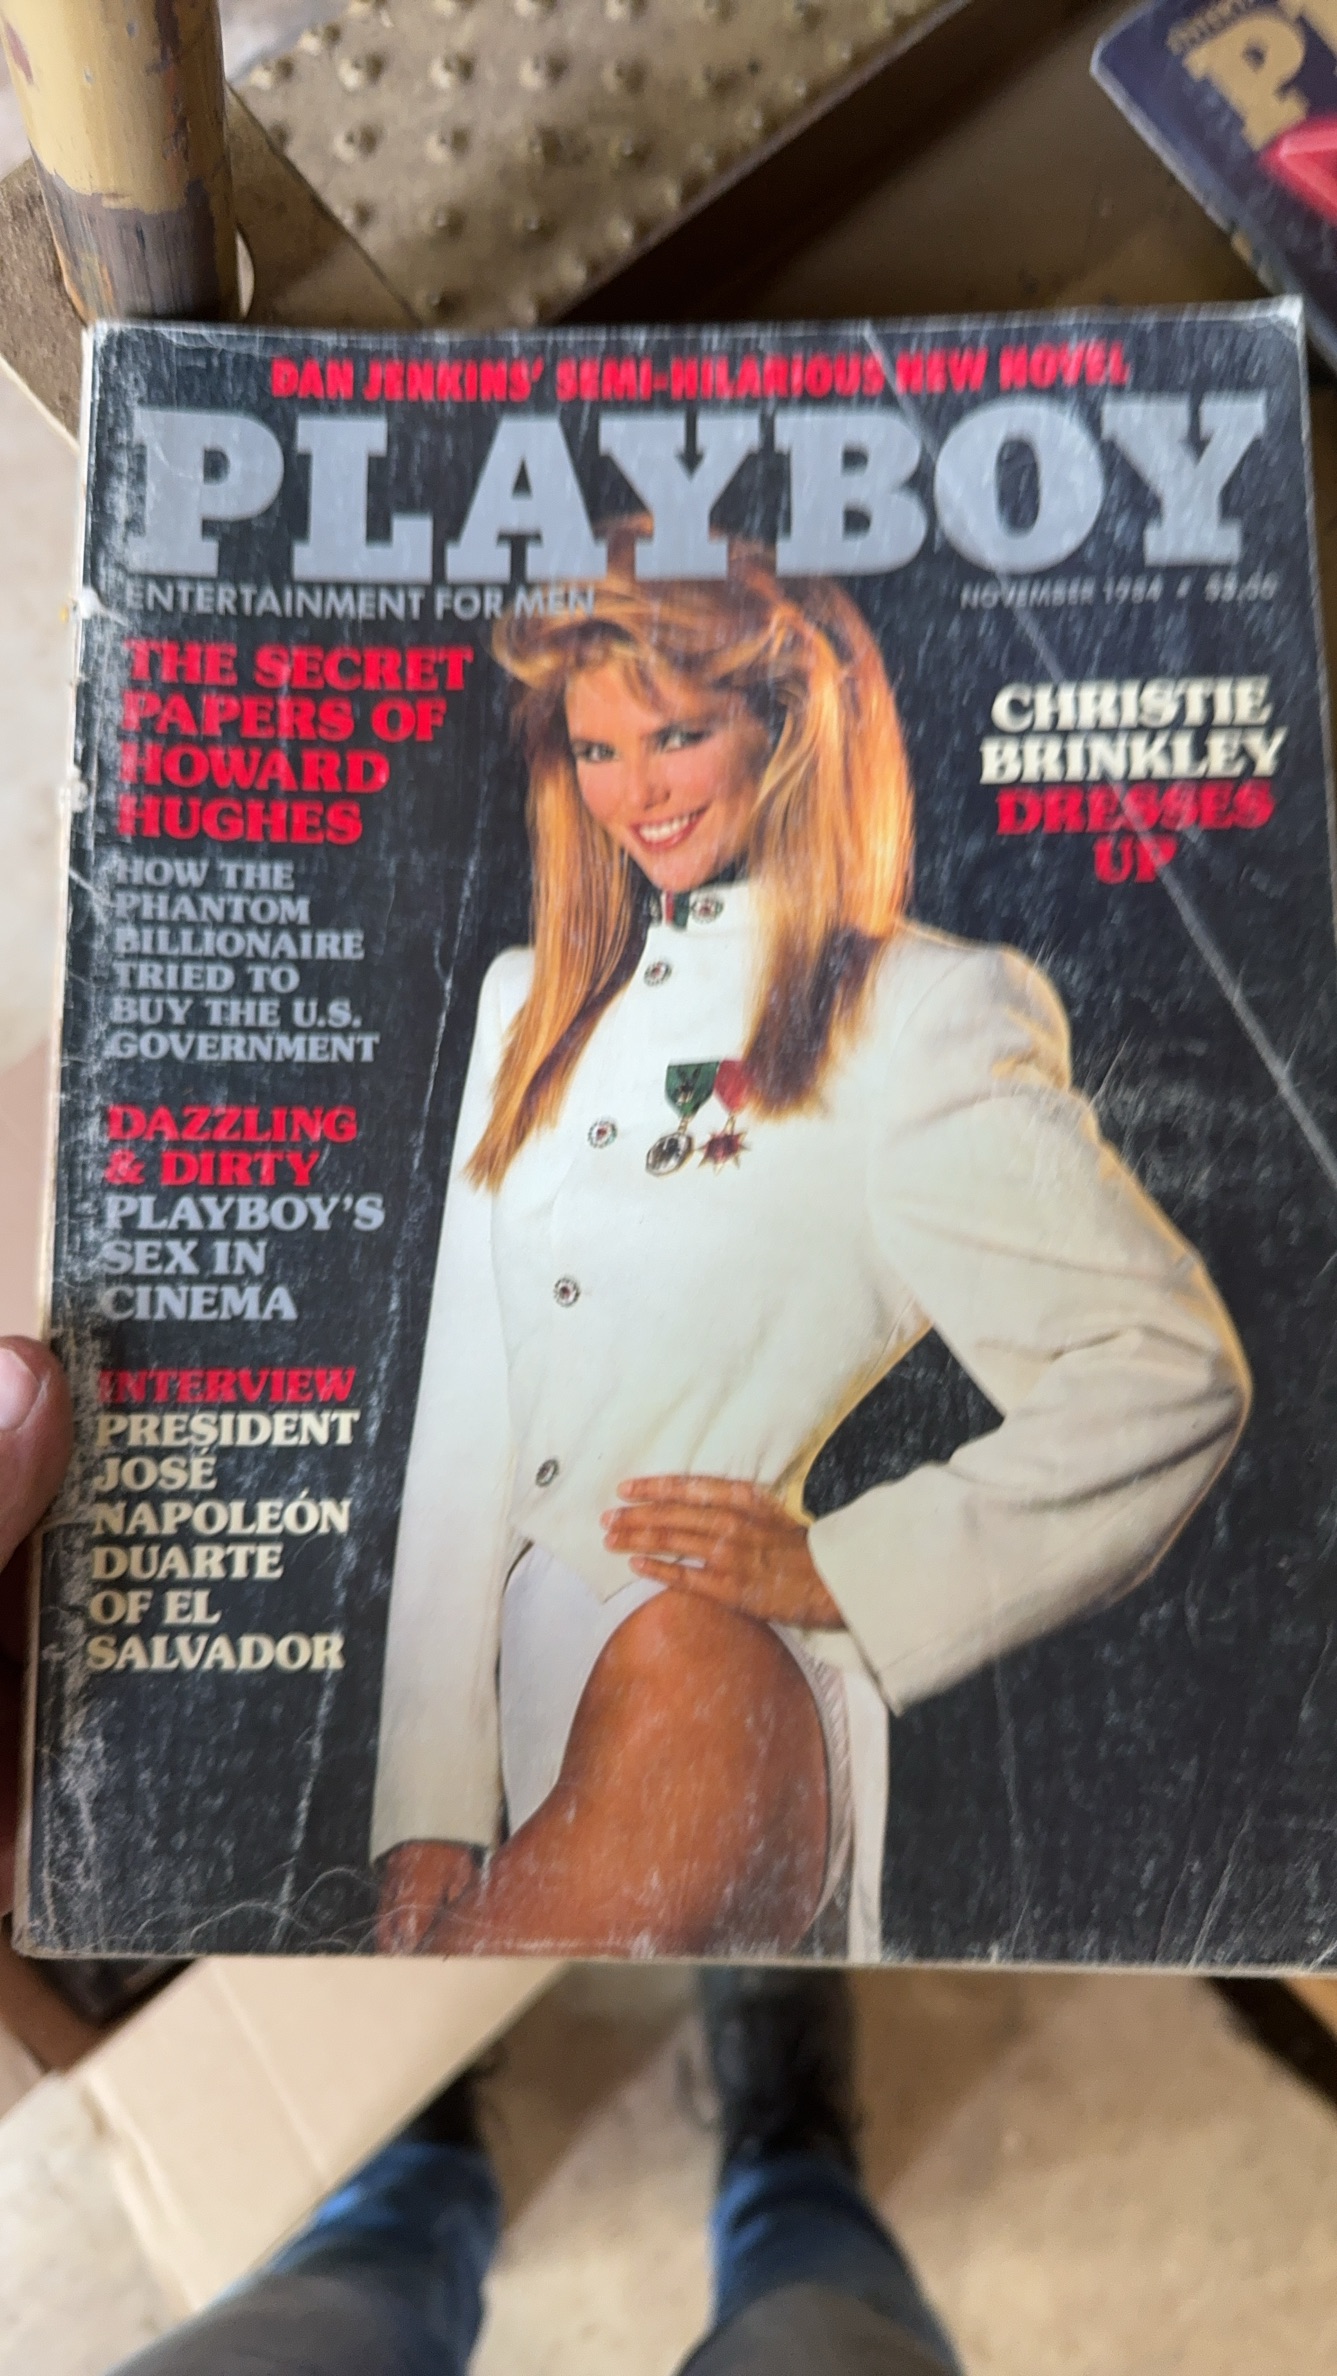 DAN JENKINS' SEMI-HILARIOUS NEW NOVEL
PLAYBOY
ENTERTAINMENT FOR MEN
NOVEMBER 1984 •
THE SECRET
PAPERS OF
HOWARD
HUGHES
HOW THE
PHANTOM
BILLIONAIRE
TRIED TO
BUY THE U.S.
GOVERNMENT
DAZZLING
& DIRTY
PLAYBOY'S
SEX IN
CINEMA
INTERVIEW
PRESIDENT
JOSÉ
NAPOLEÓN
DUARTE
OF EL
SALVADOR
CHRISTIE
BRINKLEY
DRESSES
UP